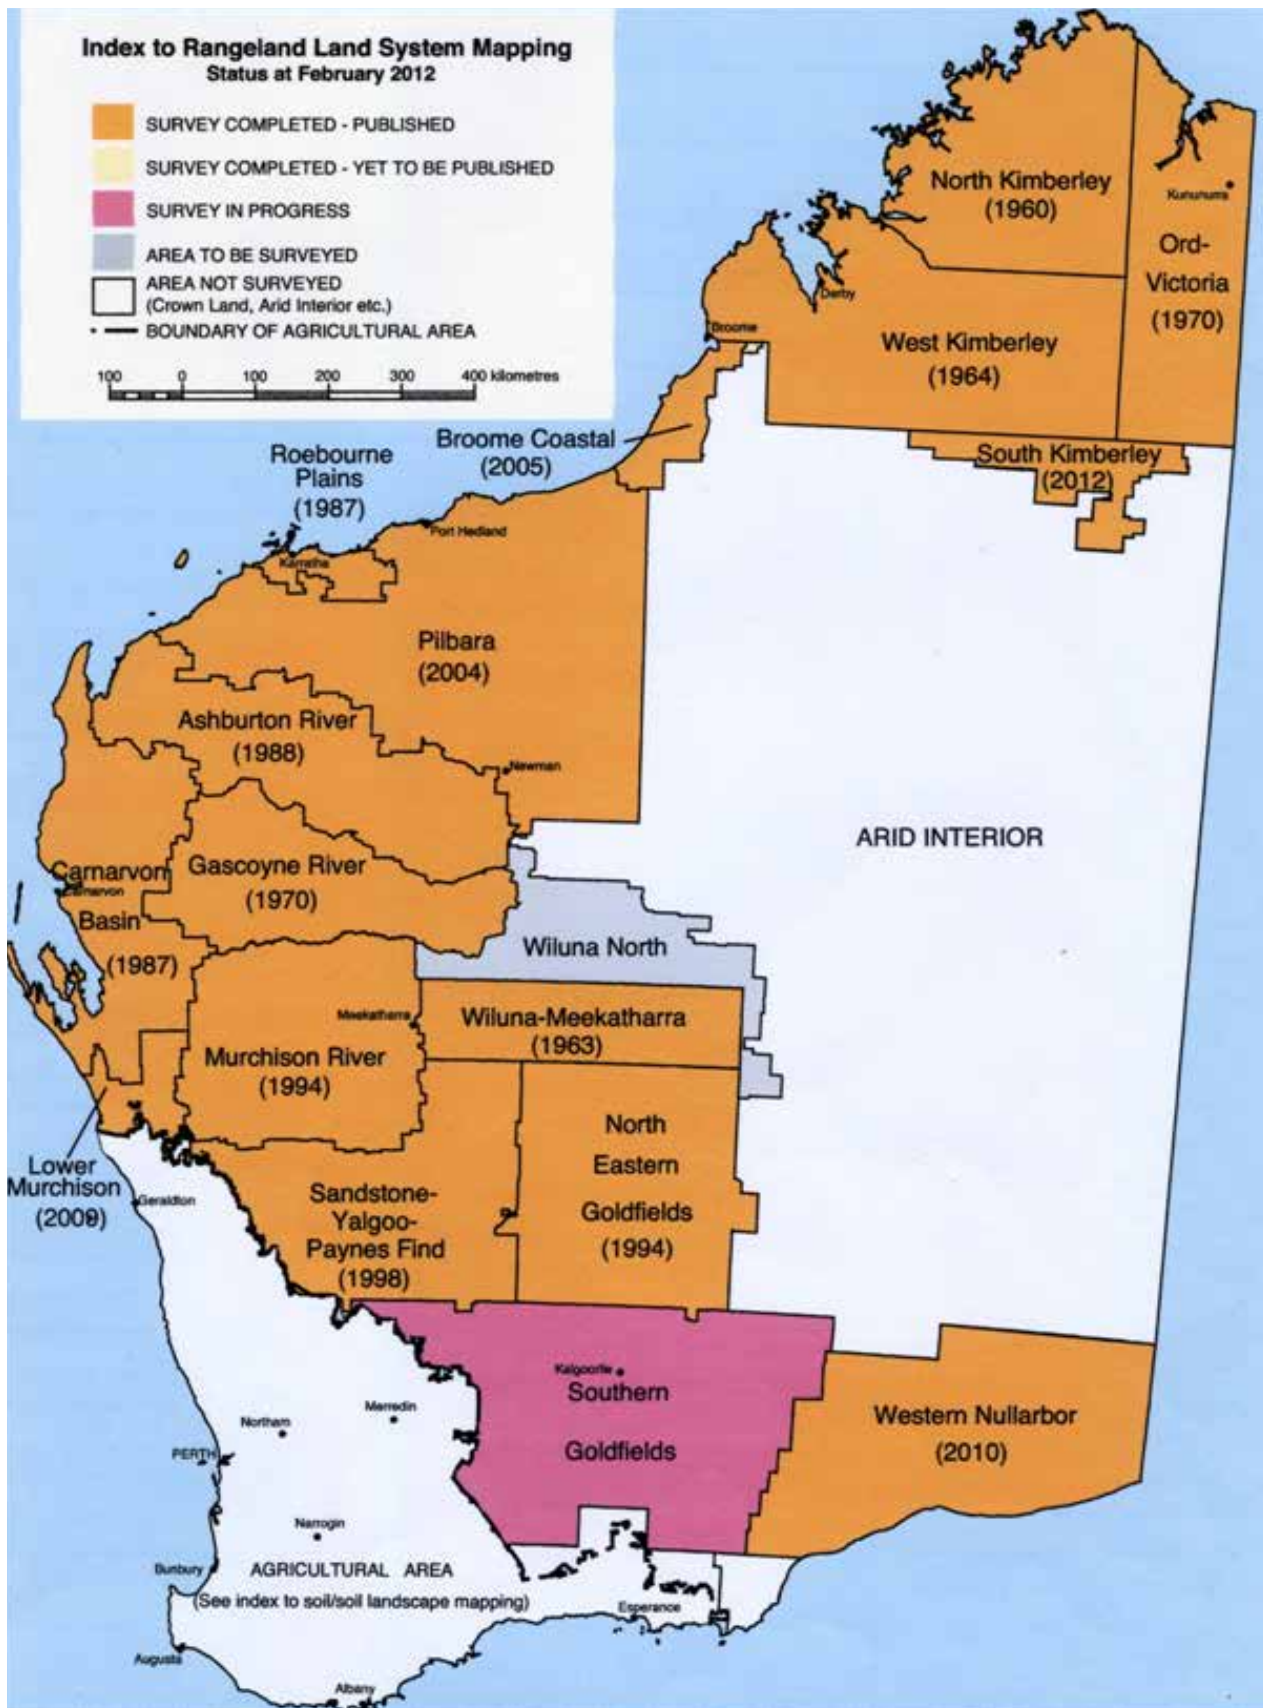 Index to Rangeland Land System Mapping
Status at February 2012
SURVEY COMPLETED - PUBLISHED
SURVEY COMPLETED - YET TO BE PUBLISHED
SURVEY IN PROGRESS
AREA TO BE SURVEYED
AREA NOT SURVEYED
(Crown Land, Arid Interior etc.)
BOUNDARY OF AGRICULTURAL AREA
100 0 100 200 300 400 kilometres
North Kimberley
(1960)
Kununurra
Ord-
Victoria
(1970)
Derby
Broome
West Kimberley
(1964)
Broome Coastal
(2005)
South Kimberley
(2012)
Roebourne
Plains
(1987)
Port Hedland
Karratha
Pilbara
(2004)
Ashburton River
(1988)
Newman
ARID INTERIOR
Gascoyne River
(1970)
Carnarvon
Carnarvon
Basin
(1987)
Wiluna North
Meekatharra
Wiluna-Meekatharra
(1963)
Murchison River
(1994)
North
Eastern
Goldfields
(1994)
Lower
Murchison
(2009)
Geraldton
Sandstone-
Yalgoo-
Paynes Find
(1998)
Kalgoorlie
Southern
Goldfields
Western Nullarbor
(2010)
Merredin
Northam
PERTH
Narrogin
Bunbury
AGRICULTURAL AREA
(See index to soil/soil landscape mapping)
Esperance
Augusta
Albany